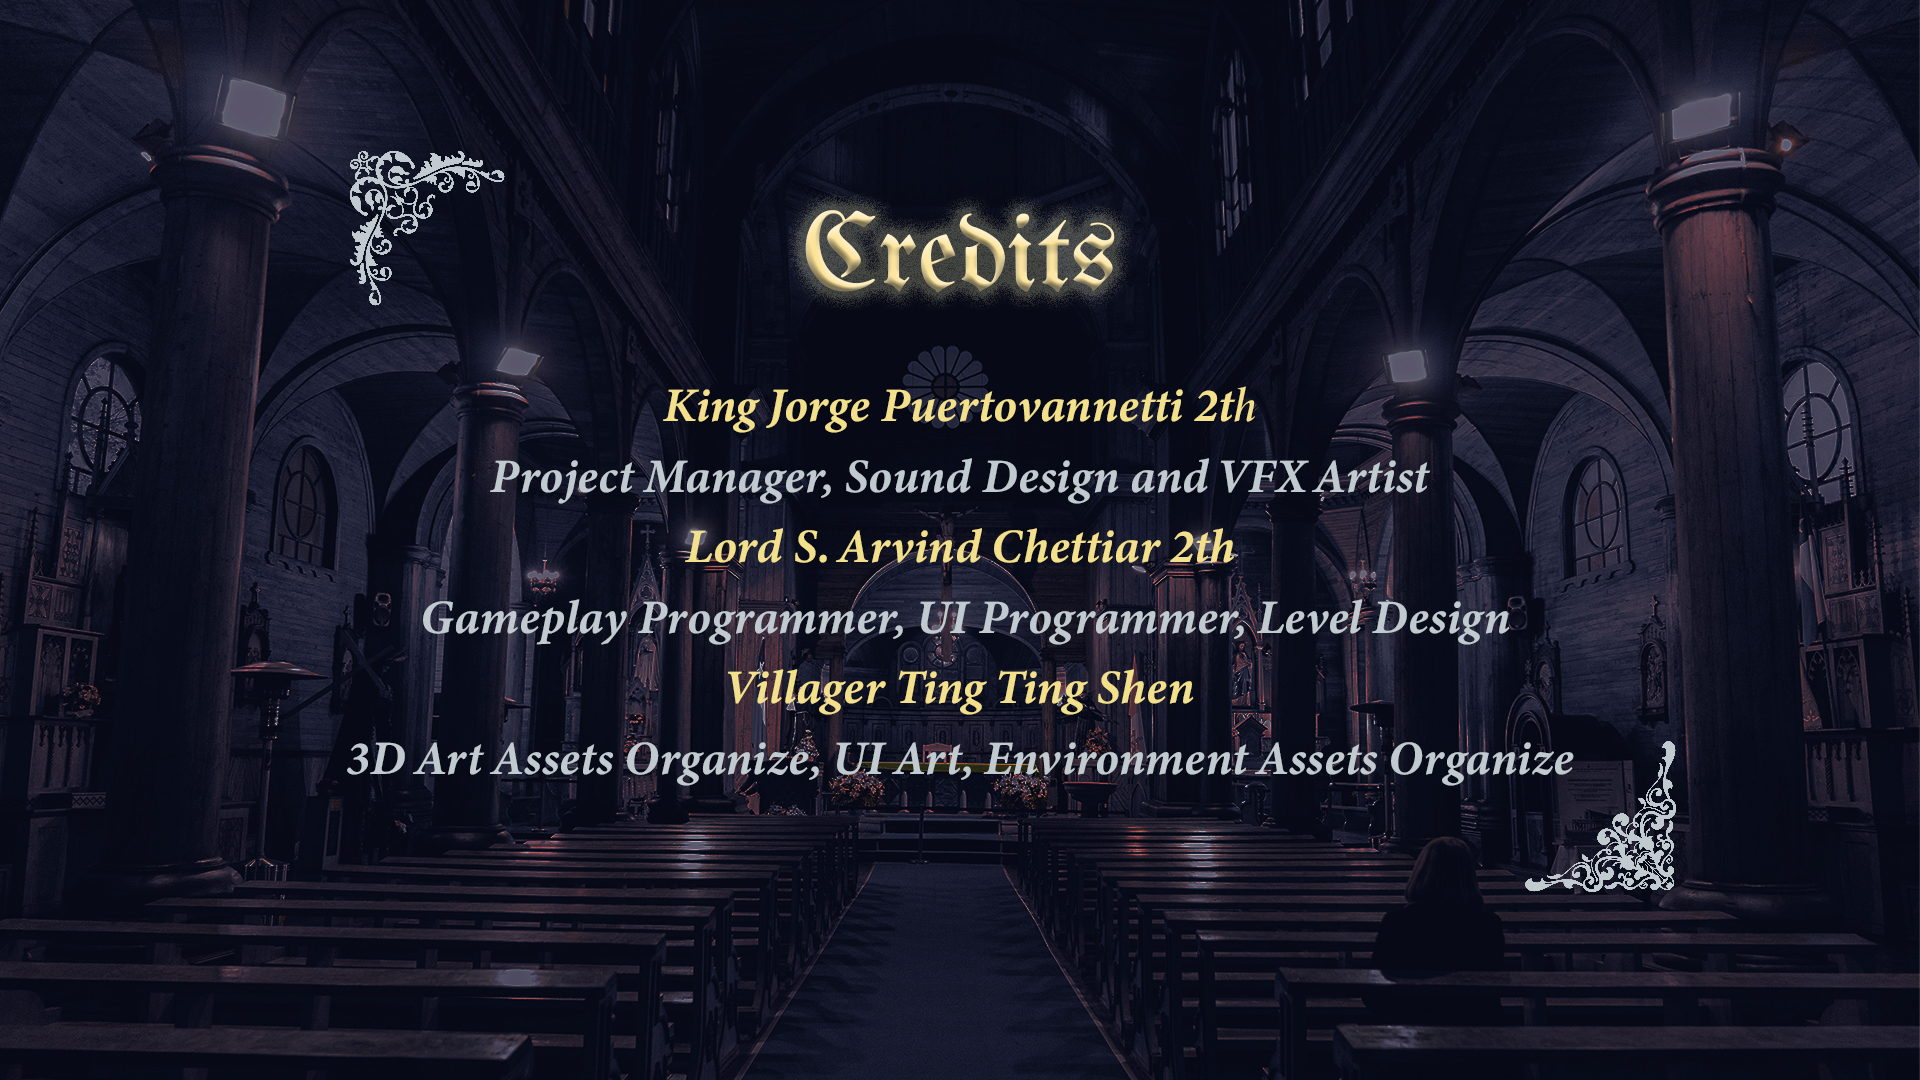 Credits
King Jorge Puertovannetti 2th
Project Manager, Sound Design and VFX Artist
Lord S. Arvind Chettiar 2th
Gameplay Programmer, UI Programmer, Level Design
Villager Ting Ting Shen
3D Art Assets Organize, UI Art, Environment Assets Organize